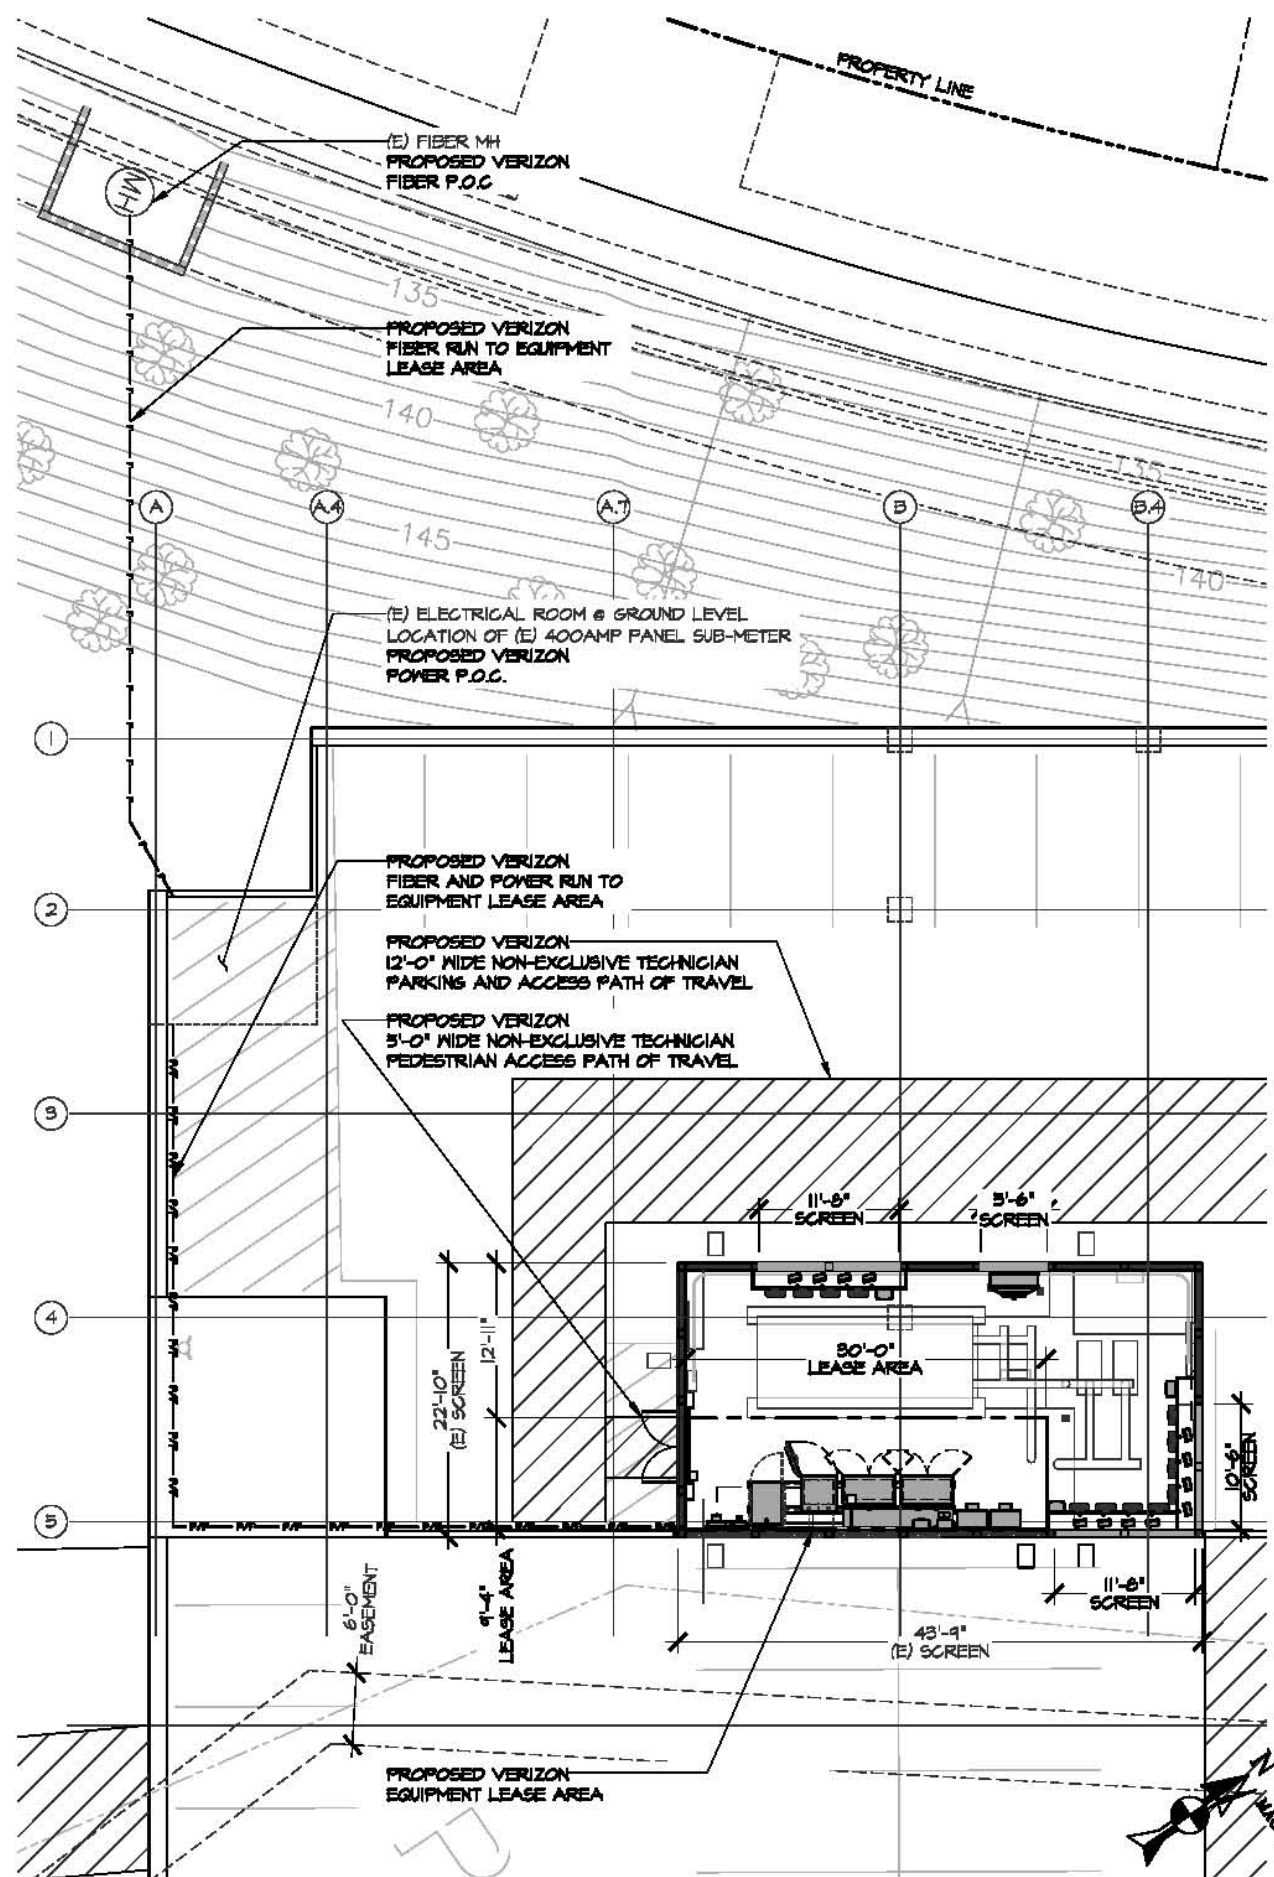 PROPERTY LINE
(E) FIBER MH
PROPOSED VERIZON
FIBER P.O.C
MH
135
PROPOSED VERIZON
FIBER RUN TO EQUIPMENT
LEASE AREA
140
135
A
A.4
A.7
B
B.4
145
140
(E) ELECTRICAL ROOM @ GROUND LEVEL
LOCATION OF (E) 400AMP PANEL SUB-METER
PROPOSED VERIZON
POWER P.O.C.
1
PROPOSED VERIZON
FIBER AND POWER RUN TO
EQUIPMENT LEASE AREA
2
PROPOSED VERIZON
12'-0" WIDE NON-EXCLUSIVE TECHNICIAN
PARKING AND ACCESS PATH OF TRAVEL
PROPOSED VERIZON
3'-0" WIDE NON-EXCLUSIVE TECHNICIAN
PEDESTRIAN ACCESS PATH OF TRAVEL
3
11'-8"
SCREEN
5'-6"
SCREEN
4
22'-10"
(E) SCREEN
12'-11"
30'-0"
LEASE AREA
10'-6"
SCREEN
5
6'-0"
EASEMENT
9'-4"
LEASE AREA
11'-8"
SCREEN
43'-9"
(E) SCREEN
PROPOSED VERIZON
EQUIPMENT LEASE AREA
P
N